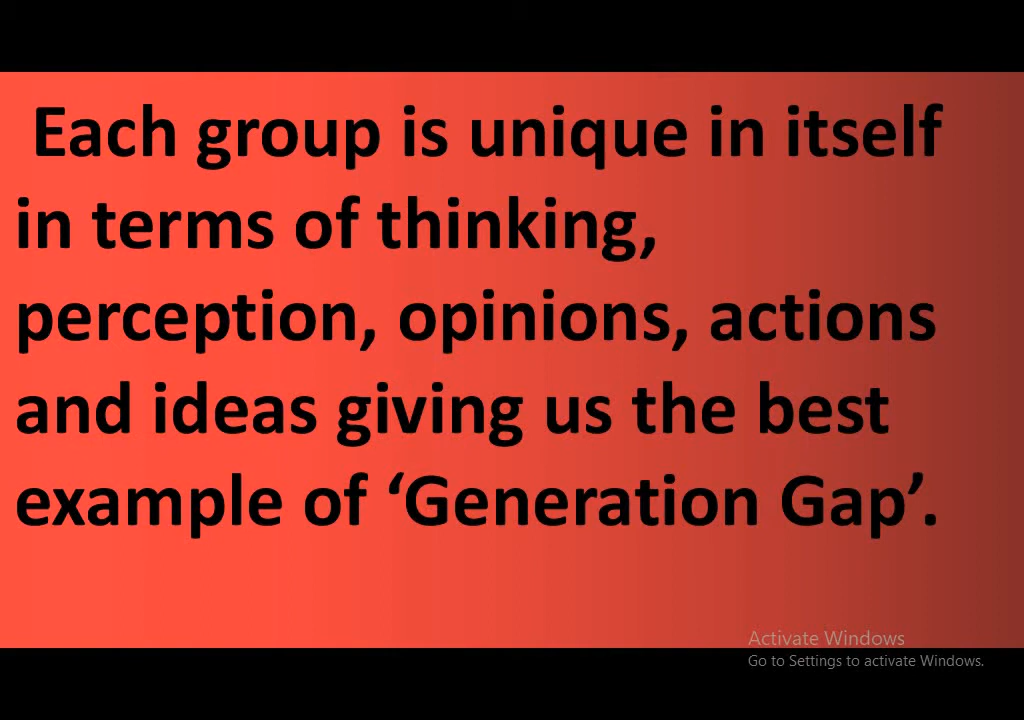 Each group is unique in itself
in terms of thinking,
perception, opinions, actions
and ideas giving us the best
example of ‘Generation Gap’.
Activate Windows
Go to Settings to activate Windows.